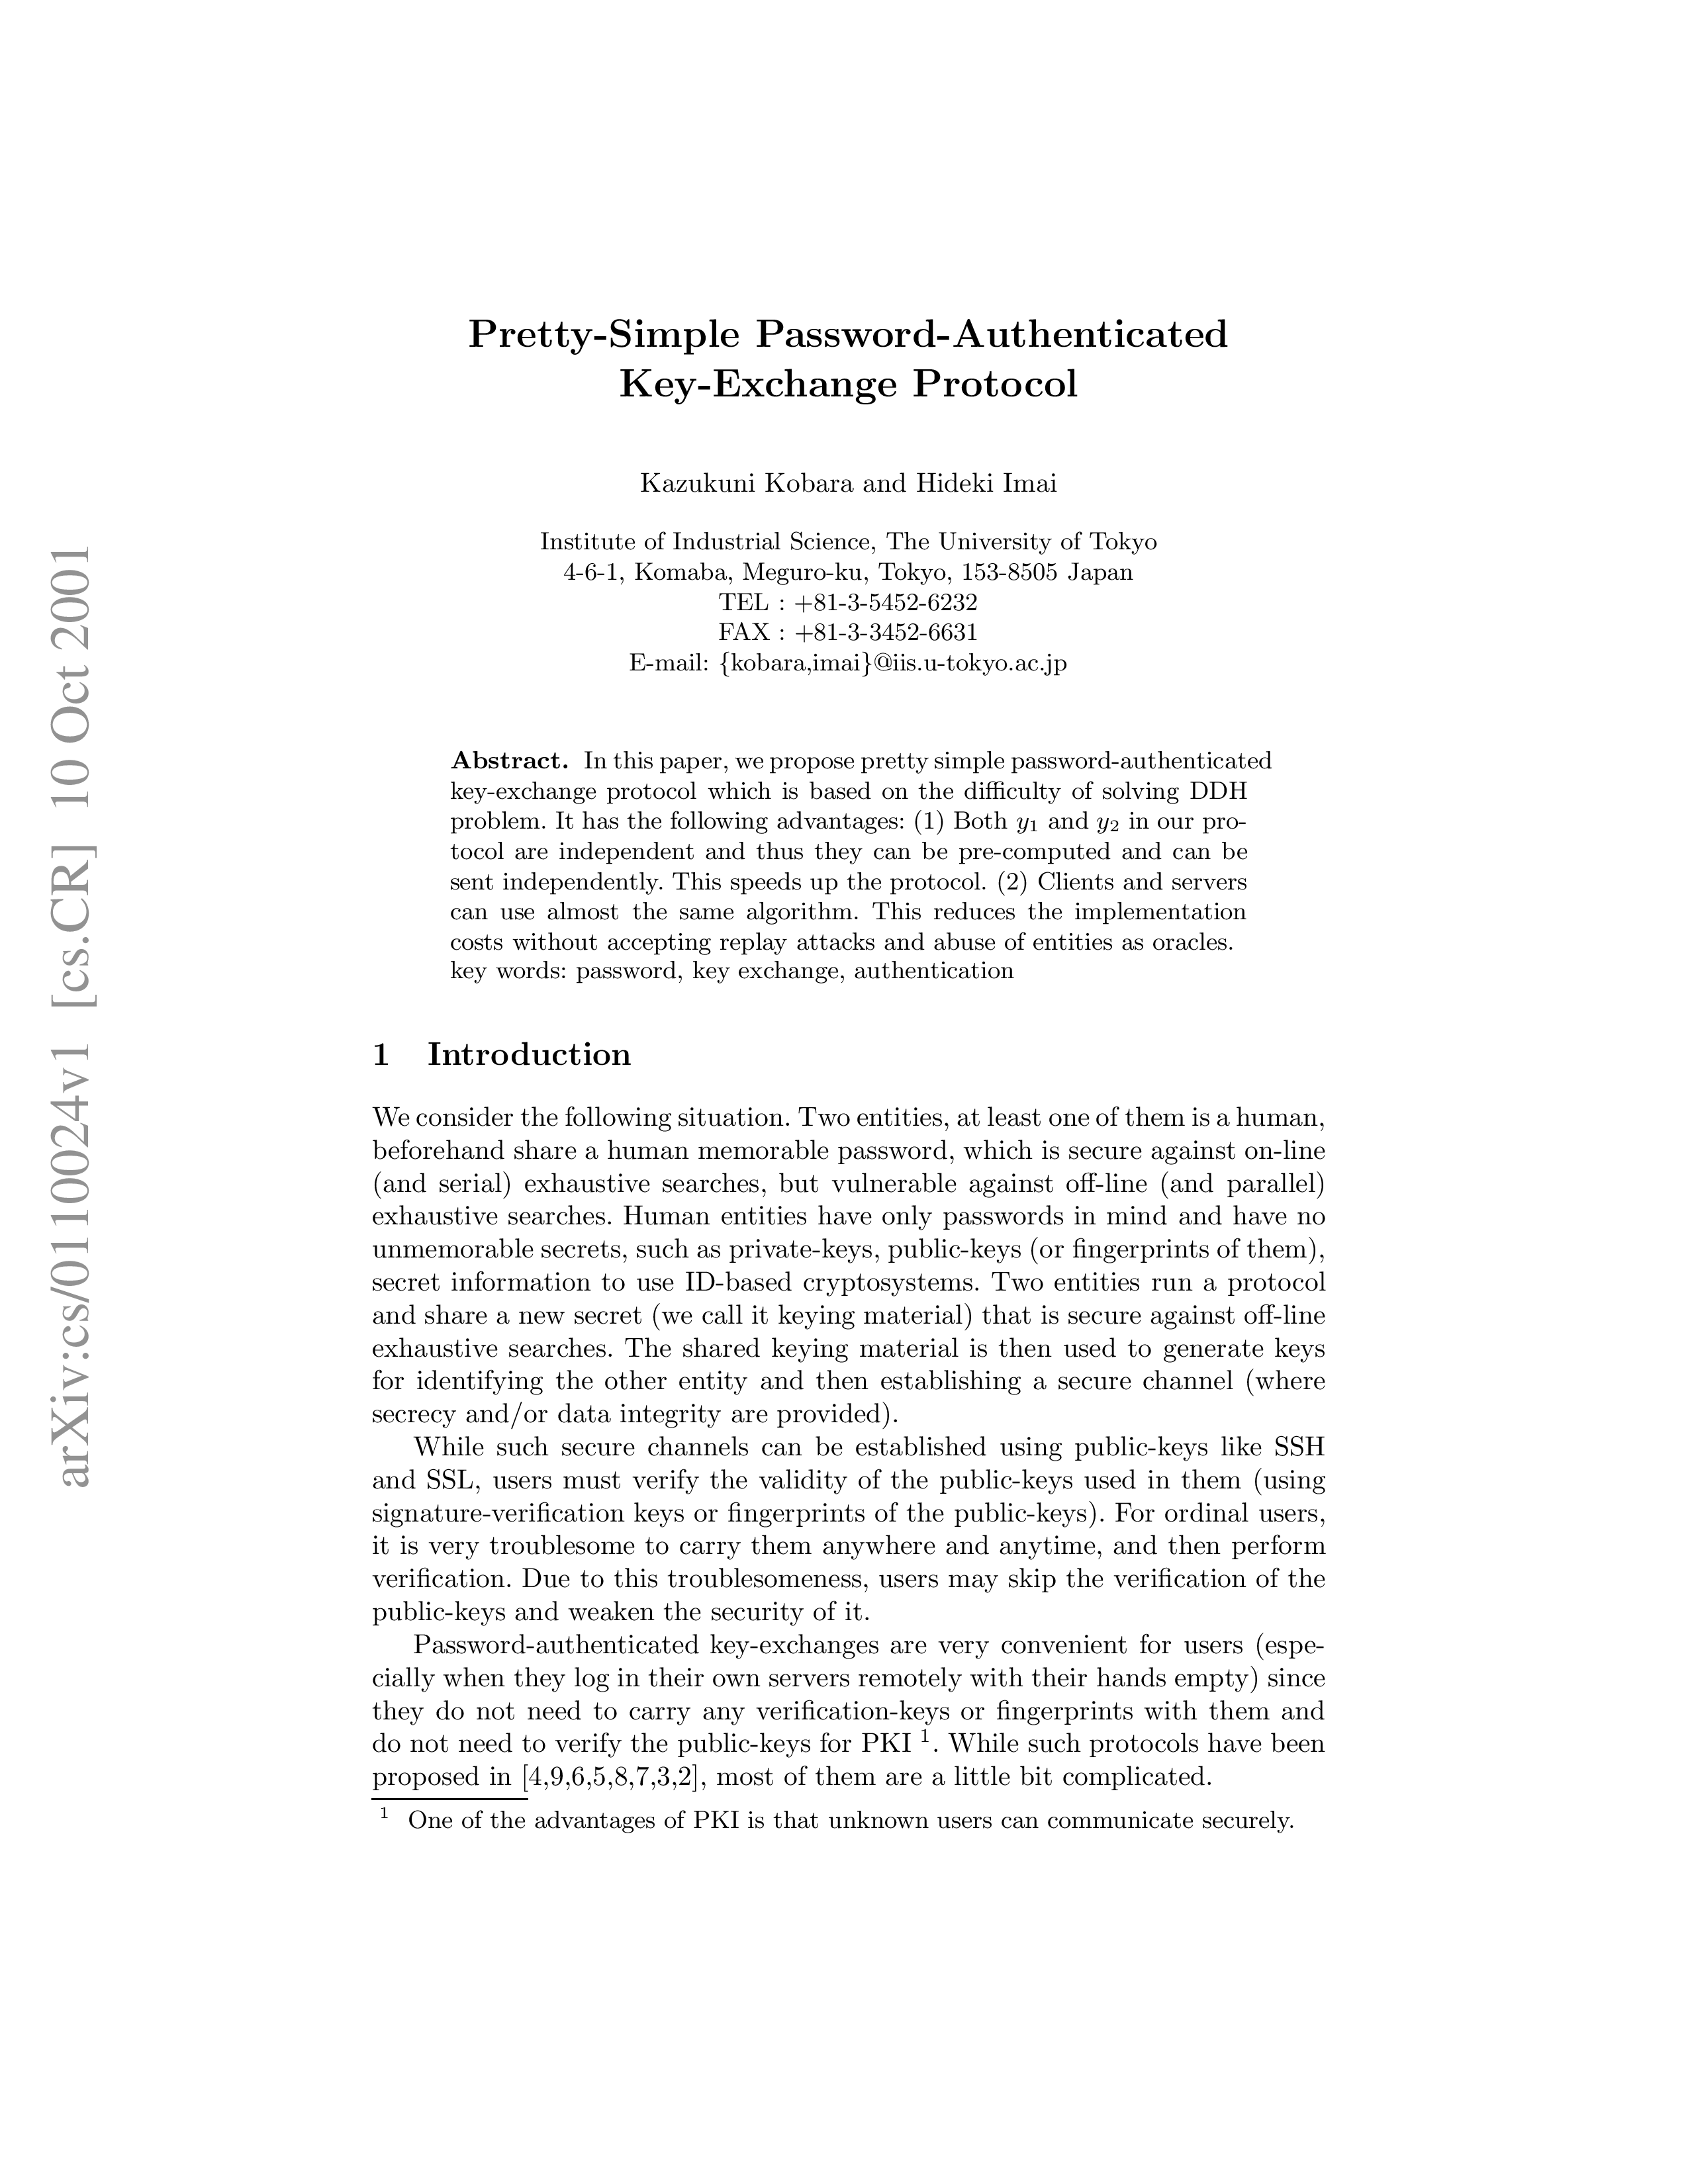 Pretty-Simple Password-Authenticated
Key-Exchange Protocol
Kazukuni Kobara and Hideki Imai
Institute of Industrial Science, The University of Tokyo
4-6-1, Komaba, Meguro-ku, Tokyo, 153-8505 Japan
TEL : +81-3-5452-6232
FAX : +81-3-3452-6631
E-mail: {kobara,imai}@iis.u-tokyo.ac.jp
Abstract. In this paper, we propose pretty simple password-authenticated
key-exchange protocol which is based on the difficulty of solving DDH
problem. It has the following advantages: (1) Both y₁ and y₂ in our pro-
tocol are independent and thus they can be pre-computed and can be
sent independently. This speeds up the protocol. (2) Clients and servers
can use almost the same algorithm. This reduces the implementation
costs without accepting replay attacks and abuse of entities as oracles.
key words: password, key exchange, authentication
1 Introduction
We consider the following situation. Two entities, at least one of them is a human,
beforehand share a human memorable password, which is secure against on-line
(and serial) exhaustive searches, but vulnerable against off-line (and parallel)
exhaustive searches. Human entities have only passwords in mind and have no
unmemorable secrets, such as private-keys, public-keys (or fingerprints of them),
secret information to use ID-based cryptosystems. Two entities run a protocol
and share a new secret (we call it keying material) that is secure against off-line
exhaustive searches. The shared keying material is then used to generate keys
for identifying the other entity and then establishing a secure channel (where
secrecy and/or data integrity are provided).
While such secure channels can be established using public-keys like SSH
and SSL, users must verify the validity of the public-keys used in them (using
signature-verification keys or fingerprints of the public-keys). For ordinal users,
it is very troublesome to carry them anywhere and anytime, and then perform
verification. Due to this troublesomeness, users may skip the verification of the
public-keys and weaken the security of it.
Password-authenticated key-exchanges are very convenient for users (espe-
cially when they log in their own servers remotely with their hands empty) since
they do not need to carry any verification-keys or fingerprints with them and
do not need to verify the public-keys for PKI ¹. While such protocols have been
proposed in [4,9,6,5,8,7,3,2], most of them are a little bit complicated.
¹ One of the advantages of PKI is that unknown users can communicate securely.
arXiv:cs/0110024v1 [cs.CR] 10 Oct 2001